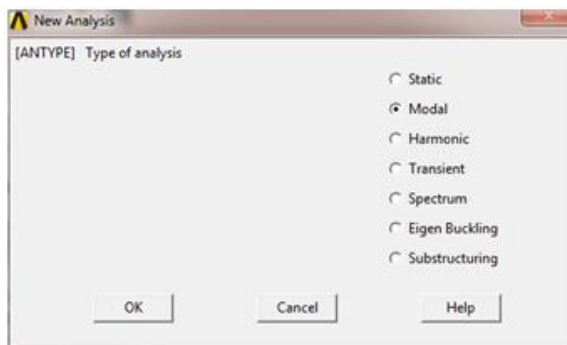 New Analysis
[ANTYPE] Type of analysis
Static
Modal
Harmonic
Transient
Spectrum
Eigen Buckling
Substructuring
OK Cancel Help